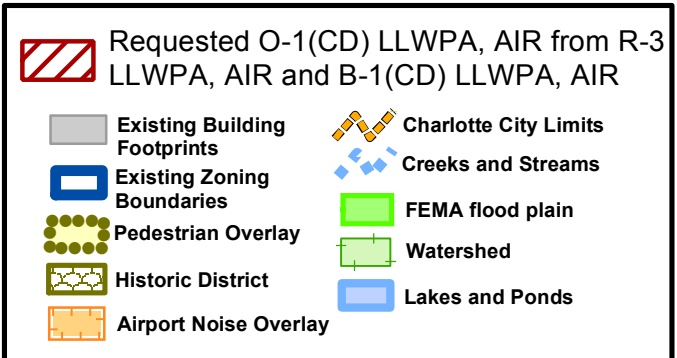 Requested O-1(CD) LLWPA, AIR from R-3
LLWPA, AIR and B-1(CD) LLWPA, AIR
Existing Building
Footprints
Existing Zoning
Boundaries
Pedestrian Overlay
Historic District
Airport Noise Overlay
Charlotte City Limits
Creeks and Streams
FEMA flood plain
Watershed
Lakes and Ponds